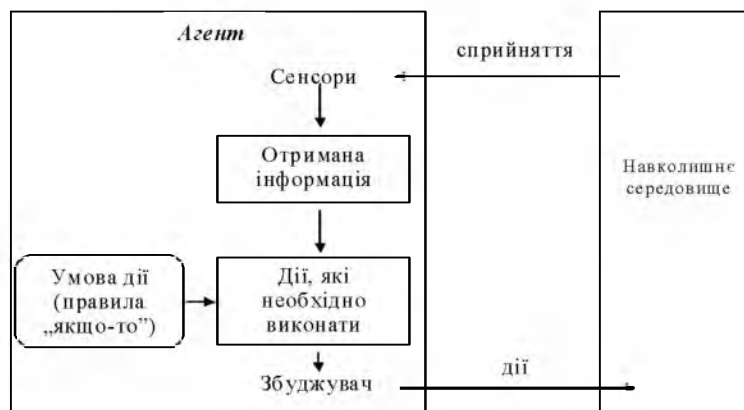 Агент
сприйняття
Сенсори
Отримана
інформація
Навколишнє
середовище
Умова дії
(правила
„якщо-то”)
Дії, які
необхідно
виконати
Збуджувач
дії